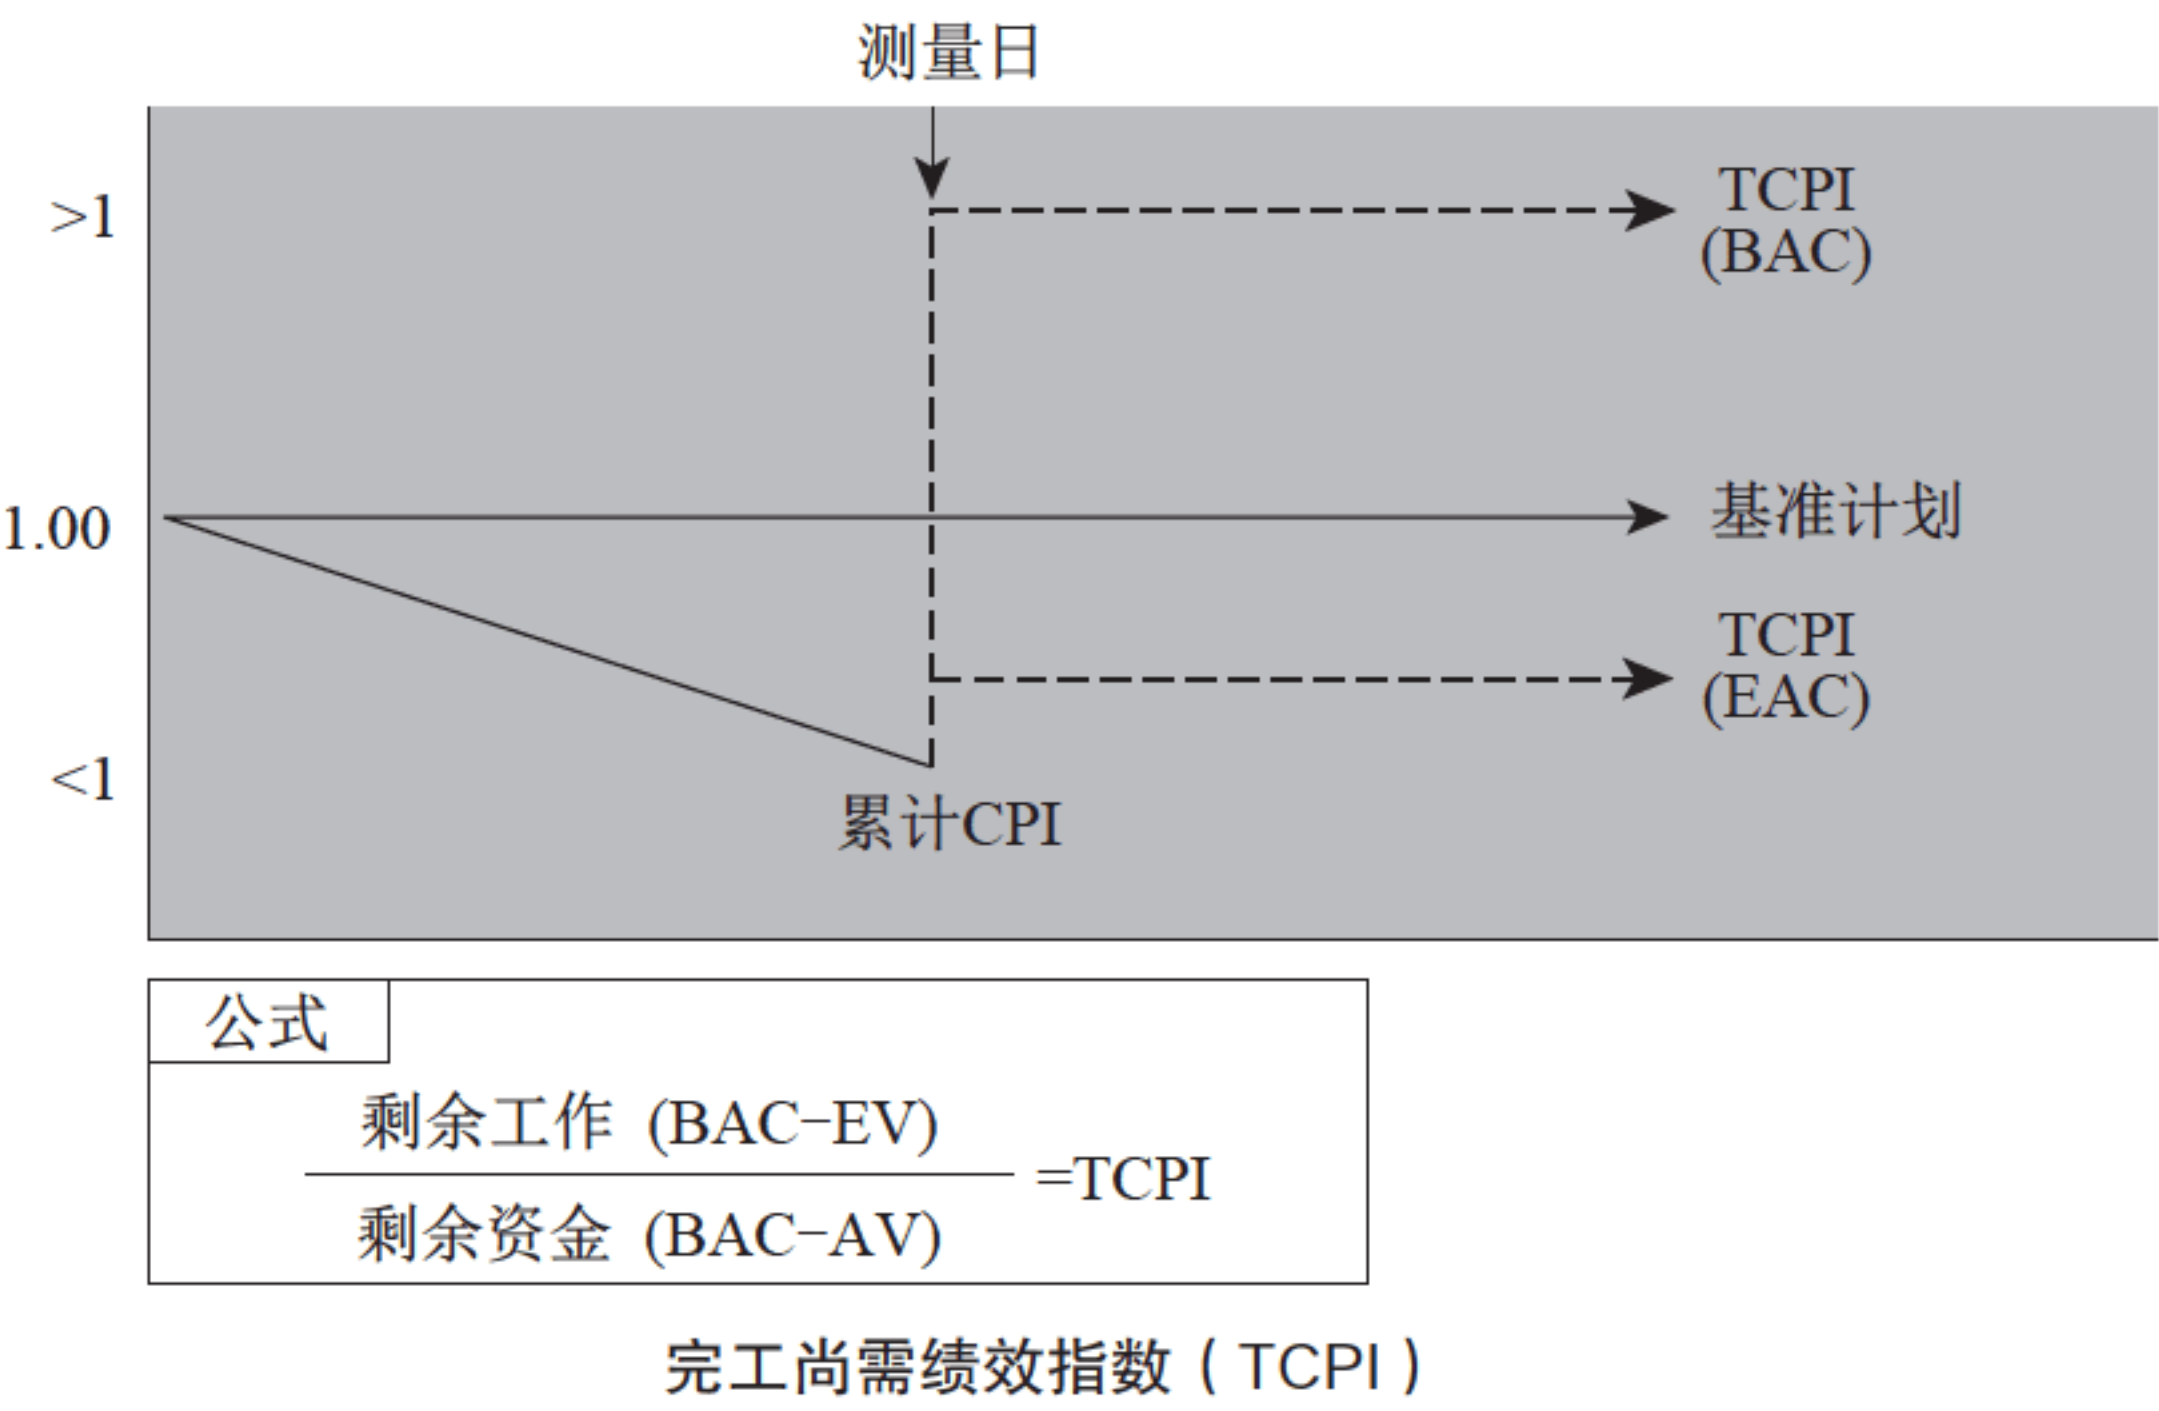 测量日
>1
TCPI
(BAC)
1.00
基准计划
TCPI
(EAC)
<1
累计CPI
公式
剩余工作 (BAC-EV)
=TCPI
剩余资金 (BAC-AV)
完工尚需绩效指数（TCPI）